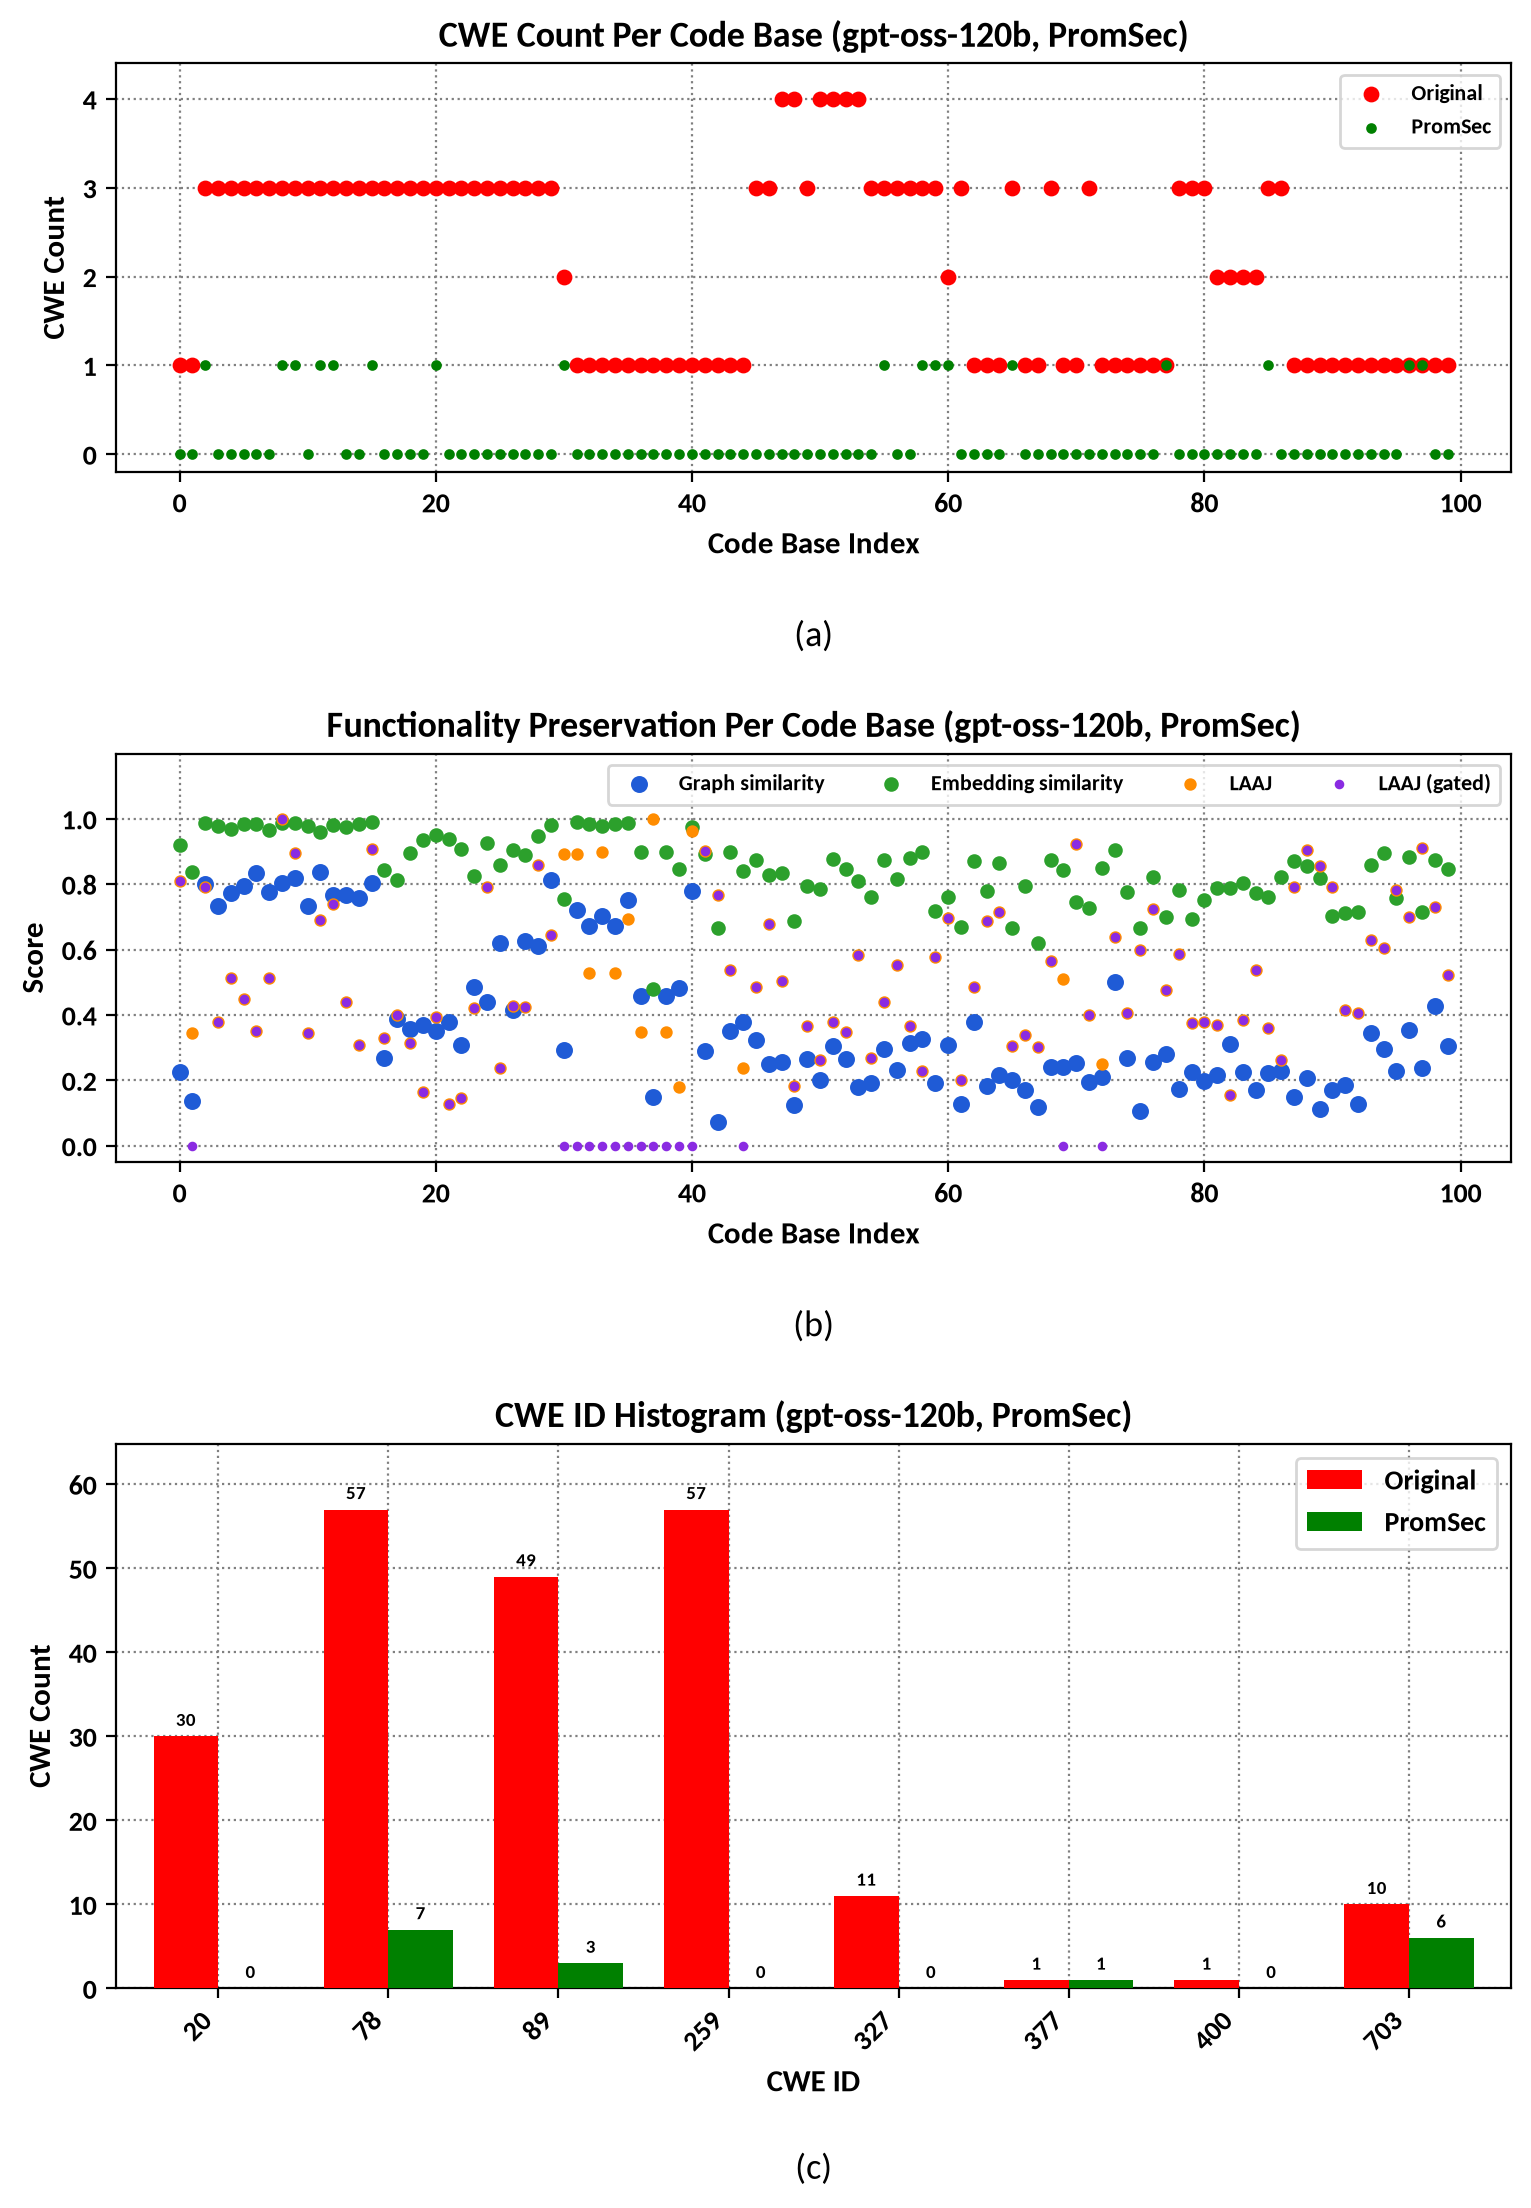 CWE Count Per Code Base (gpt-oss-120b, PromSec)
Original
PromSec
4
3
2
1
0
CWE Count
0 20 40 60 80 100
Code Base Index
(a)
Functionality Preservation Per Code Base (gpt-oss-120b, PromSec)
Graph similarity Embedding similarity LAAJ LAAJ (gated)
1.0
0.8
0.6
0.4
0.2
0.0
Score
0 20 40 60 80 100
Code Base Index
(b)
CWE ID Histogram (gpt-oss-120b, PromSec)
Original
PromSec
60
50
40
30
20
10
0
CWE Count
30 0 57 7 49 3 57 0 11 0 1 1 1 0 10 6
20 78 89 259 327 377 400 703
CWE ID
(c)